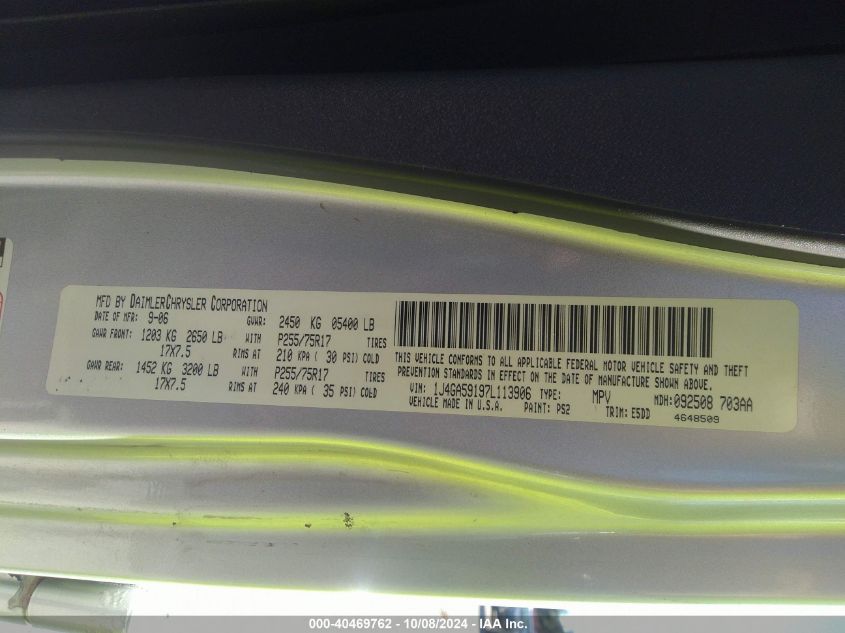 MFD BY DAIMLERCHRYSLER CORPORATION
DATE OF MFR: 9-06 GVWR: 2450 KG 05400 LB
GAWR FRONT: 1203 KG 2650 LB WITH P255/75R17 TIRES
17X7.5 RIMS AT 210 KPA ( 30 PSI) COLD
GAWR REAR: 1452 KG 3200 LB WITH P255/75R17 TIRES
17X7.5 RIMS AT 240 KPA ( 35 PSI) COLD
THIS VEHICLE CONFORMS TO ALL APPLICABLE FEDERAL MOTOR VEHICLE SAFETY AND THEFT
PREVENTION STANDARDS IN EFFECT ON THE DATE OF MANUFACTURE SHOWN ABOVE.
VIN: 1J4GA59197L113906 TYPE: MPV MDH: 092508 703AA
VEHICLE MADE IN U.S.A. PAINT: PS2 TRIM: E5DD 4648509
000-40469762 - 10/08/2024 - IAA Inc.